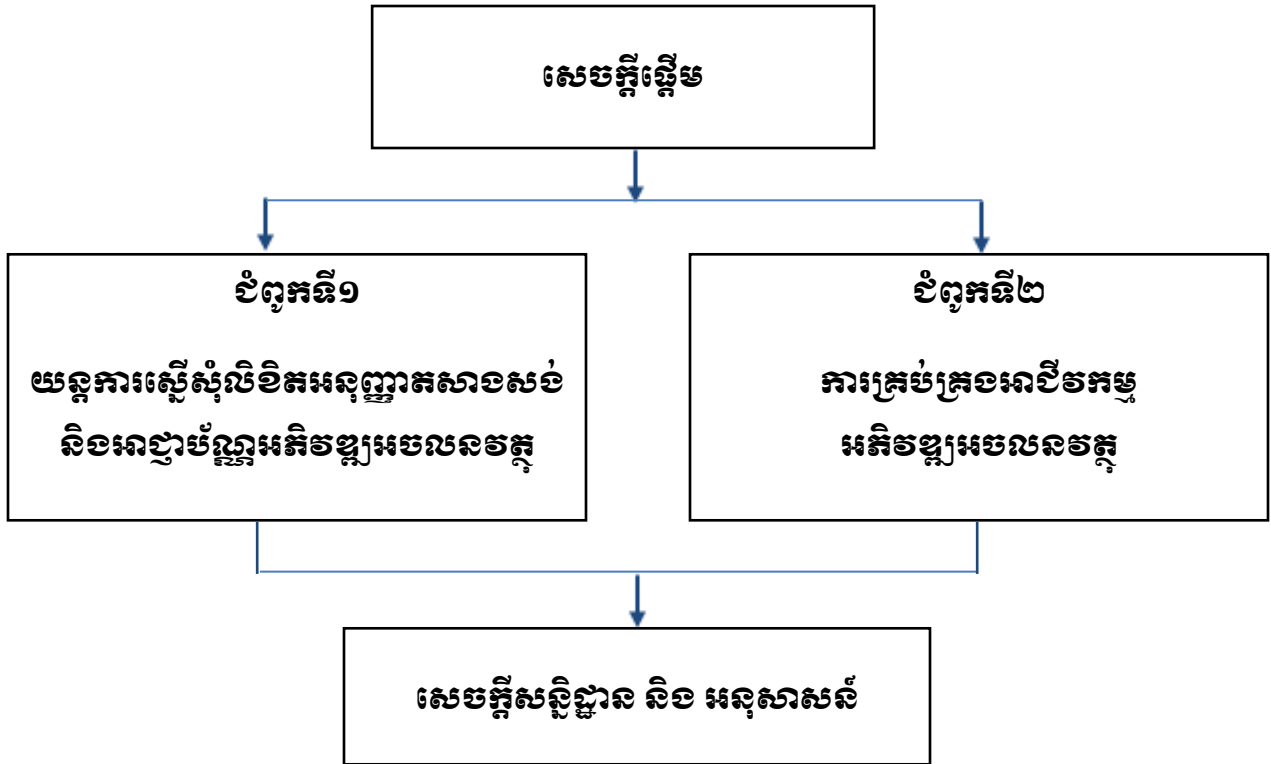 សេចក្តីផ្តើម
ជំពូកទី១
យន្តការស្នើសុំលិខិតអនុញ្ញាតសាងសង់
និងអាជ្ញាប័ណ្ណអភិវឌ្ឍអចលនវត្ថុ
ជំពូកទី២
ការគ្រប់គ្រងអាជីវកម្ម
អភិវឌ្ឍអចលនវត្ថុ
សេចក្តីសន្និដ្ឋាន និង អនុសាសន៍